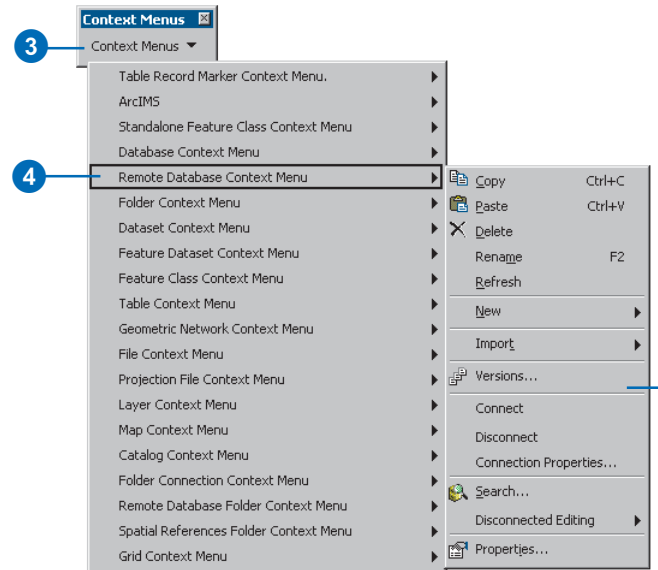 Context Menus
3
Context Menus
Table Record Marker Context Menu.
ArcIMS
Standalone Feature Class Context Menu
Database Context Menu
4
Remote Database Context Menu
Folder Context Menu
Dataset Context Menu
Feature Dataset Context Menu
Feature Class Context Menu
Table Context Menu
Geometric Network Context Menu
File Context Menu
Projection File Context Menu
Layer Context Menu
Map Context Menu
Catalog Context Menu
Folder Connection Context Menu
Remote Database Folder Context Menu
Spatial References Folder Context Menu
Grid Context Menu
Copy Ctrl+C
Paste Ctrl+V
Delete
Rename F2
Refresh
New
Import
Versions...
Connect
Disconnect
Connection Properties...
Search...
Disconnected Editing
Properties...